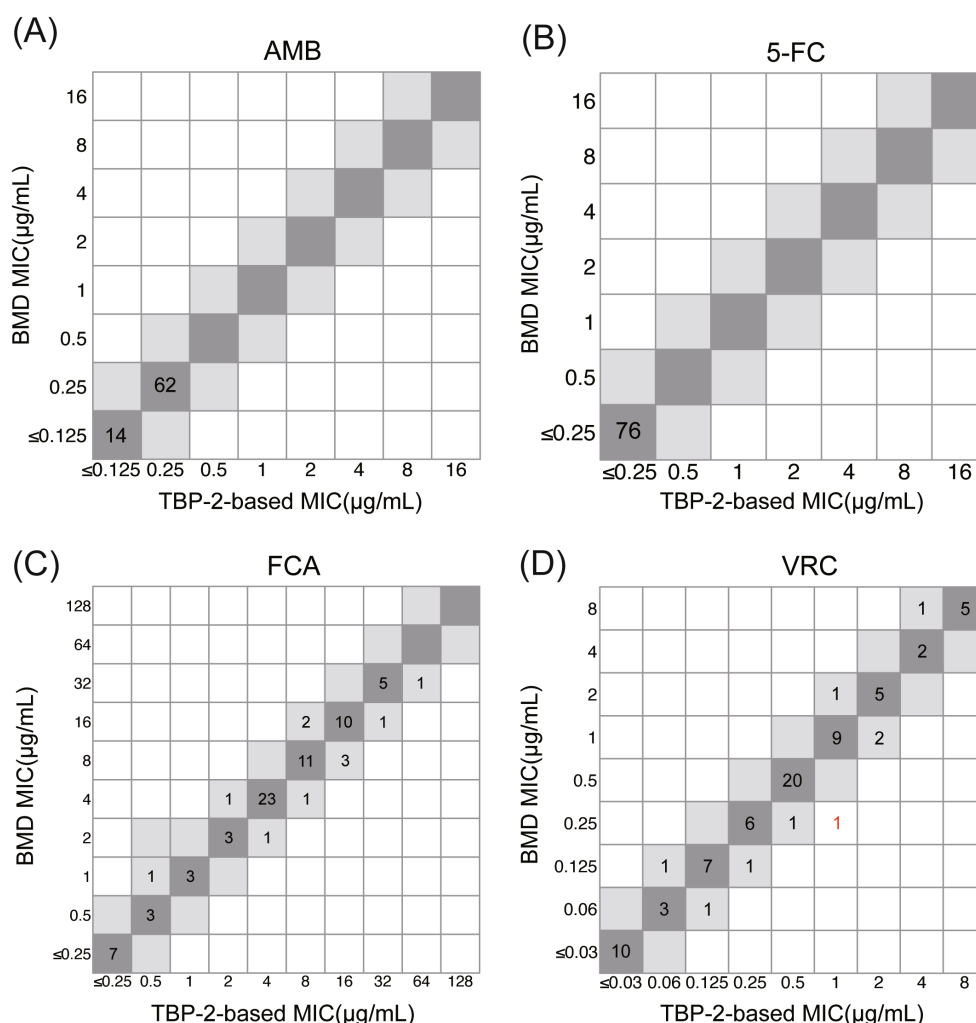 (A)
AMB
BMD MIC(μg/mL)
16
8
4
2
1
0.5
0.25
≤0.125
62
14
≤0.125 0.25 0.5 1 2 4 8 16
TBP-2-based MIC(μg/mL)
(B)
5-FC
BMD MIC(μg/mL)
16
8
4
2
1
0.5
≤0.25
76
≤0.25 0.5 1 2 4 8 16
TBP-2-based MIC(μg/mL)
(C)
FCA
BMD MIC(μg/mL)
128
64
32 5 1
16 2 10 1
8 11 3
4 1 23 1
2 3 1
1 1 3
0.5 3
≤0.25 7
≤0.25 0.5 1 2 4 8 16 32 64 128
TBP-2-based MIC(μg/mL)
(D)
VRC
BMD MIC(μg/mL)
8 1 5
4 2
2 1 5
1 9 2
0.5 20
0.25 6 1 1
0.125 1 7 1
0.06 3 1
≤0.03 10
≤0.03 0.06 0.125 0.25 0.5 1 2 4 8
TBP-2-based MIC(μg/mL)